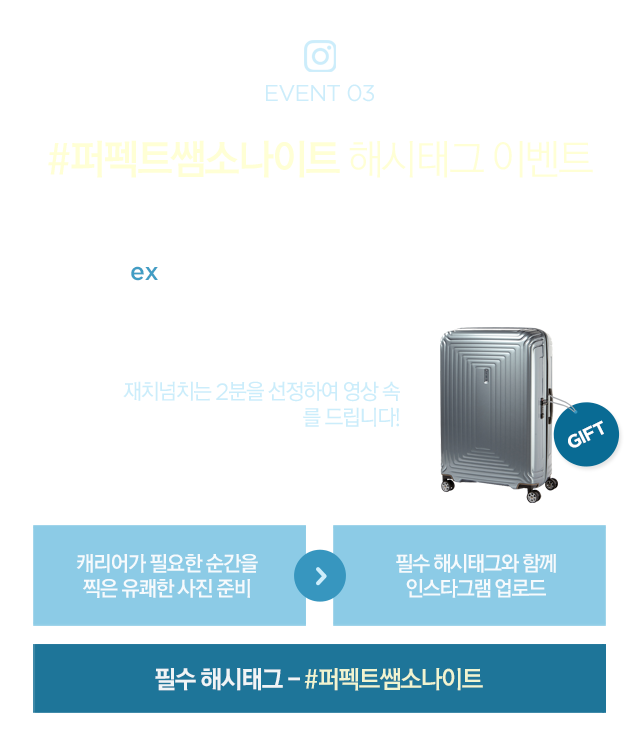 EVENT 03
#퍼펙트쌤소나이트 해시태그 이벤트
ex
재치넘치는 2분을 선정하여 영상 속
를 드립니다!
GIFT
캐리어가 필요한 순간을
찍은 유쾌한 사진 준비
필수 해시태그와 함께
인스타그램 업로드
필수 해시태그 – #퍼펙트쌤소나이트